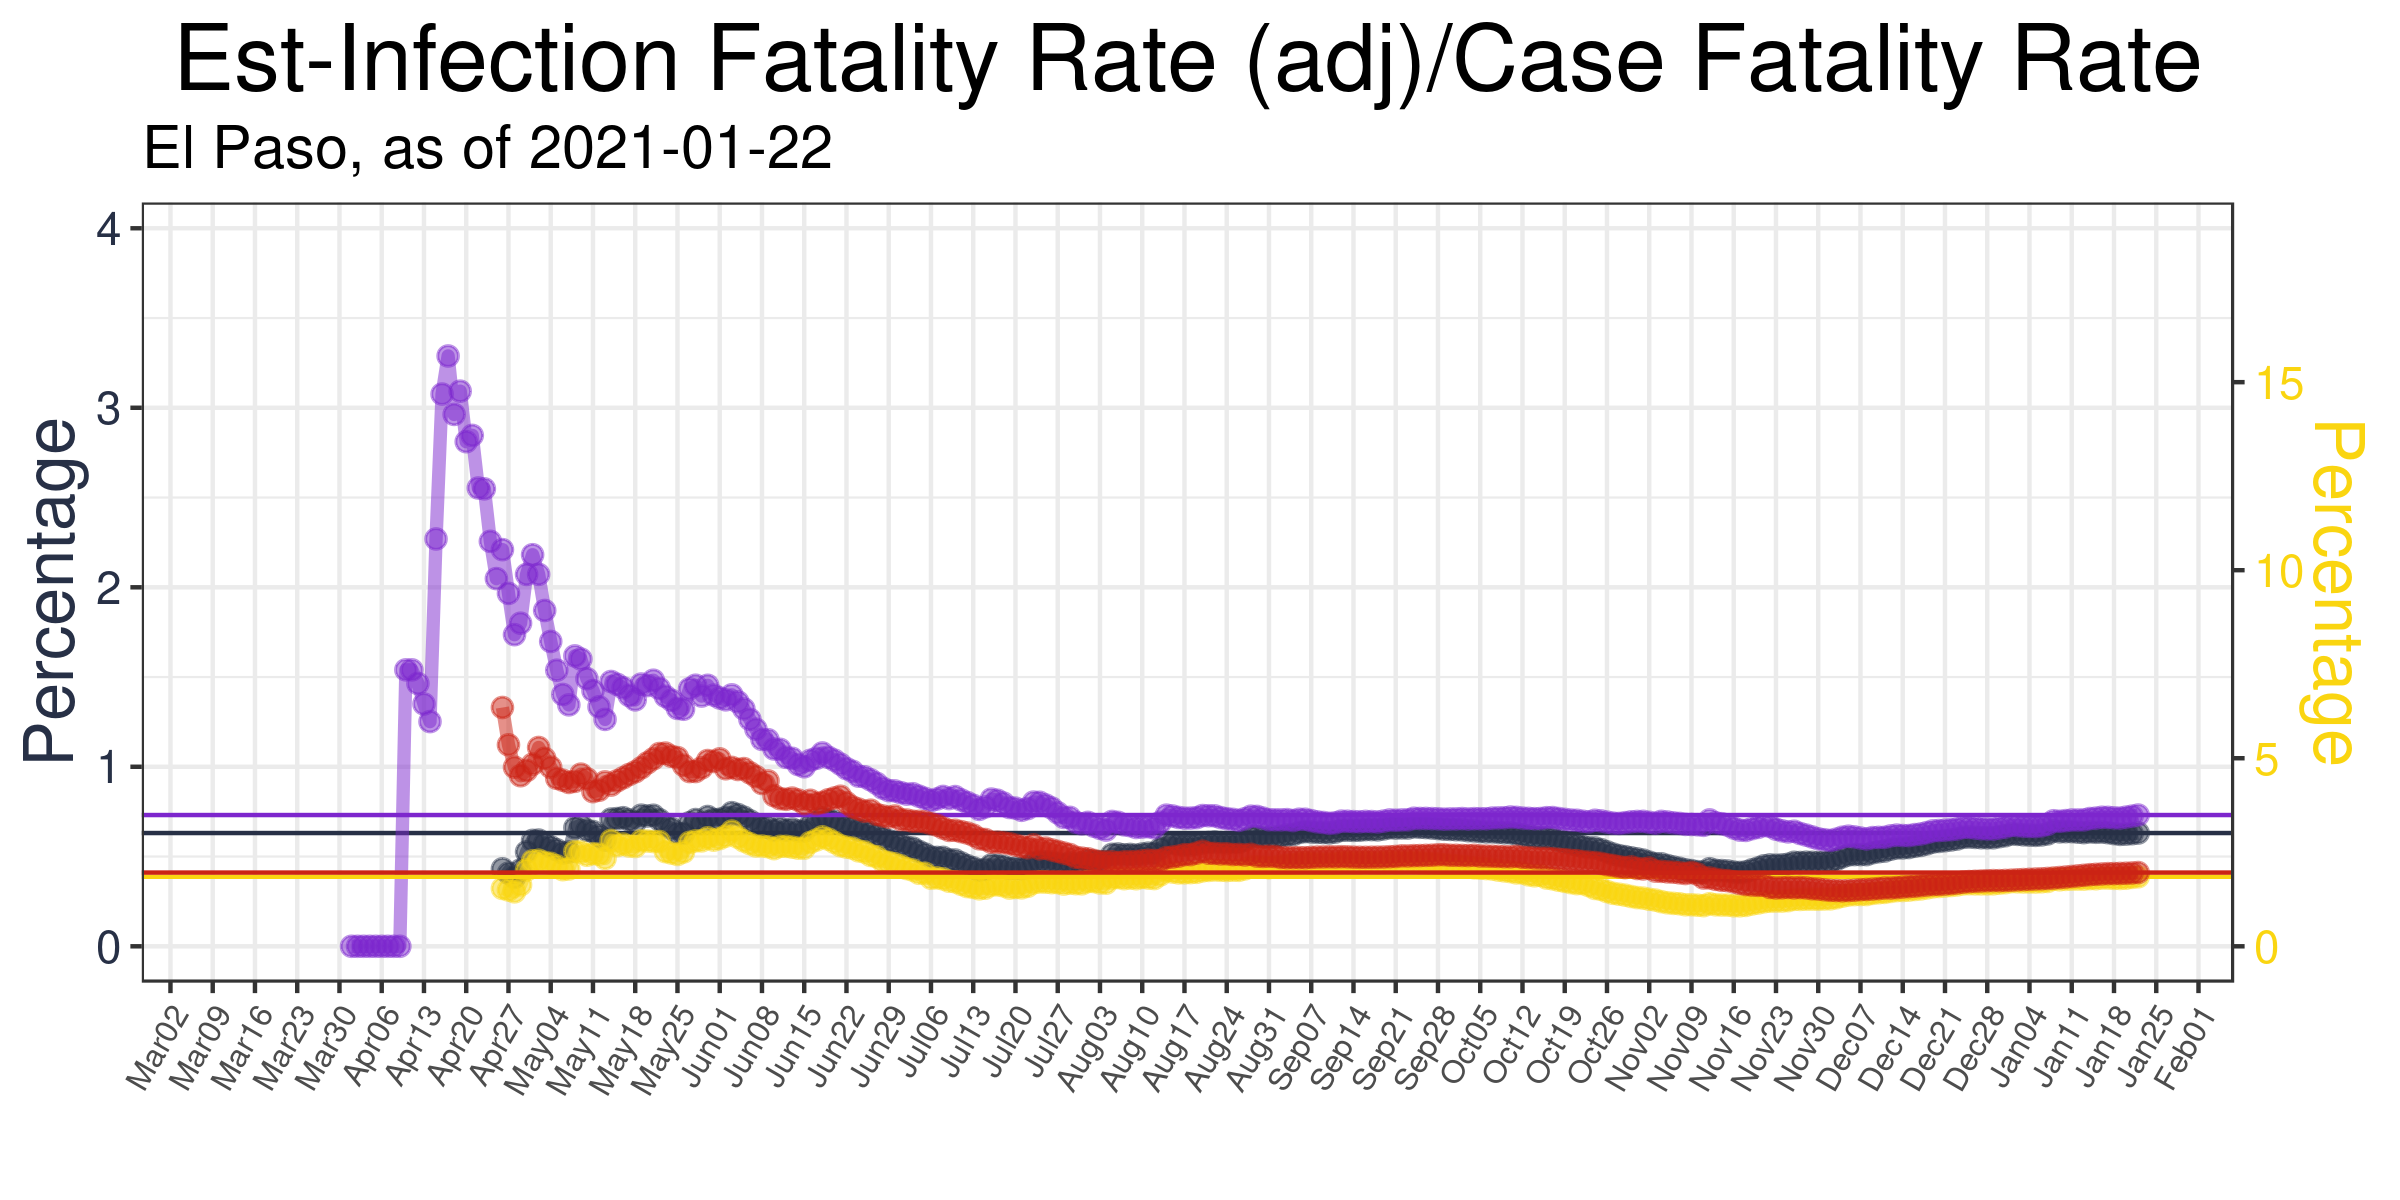 Est-Infection Fatality Rate (adj)/Case Fatality Rate
El Paso, as of 2021-01-22
Percentage
4
3
2
1
0
15
10
5
0
Percentage
Mar02
Mar09
Mar16
Mar23
Mar30
Apr06
Apr13
Apr20
Apr27
May04
May11
May18
May25
Jun01
Jun08
Jun15
Jun22
Jun29
Jul06
Jul13
Jul20
Jul27
Aug03
Aug10
Aug17
Aug24
Aug31
Sep07
Sep14
Sep21
Sep28
Oct05
Oct12
Oct19
Oct26
Nov02
Nov09
Nov16
Nov23
Nov30
Dec07
Dec14
Dec21
Dec28
Jan04
Jan11
Jan18
Jan25
Feb01